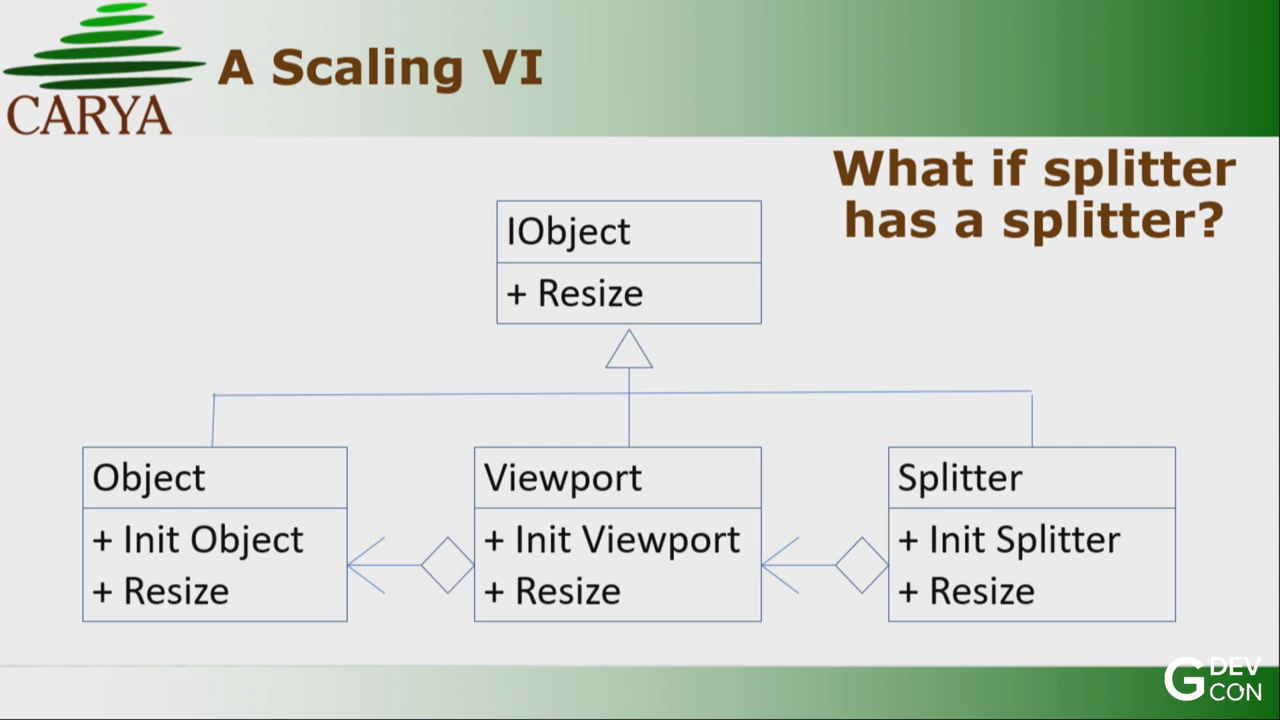 CARYA
A Scaling VI
What if splitter
has a splitter?
IObject
+ Resize
Object
+ Init Object
+ Resize
Viewport
+ Init Viewport
+ Resize
Splitter
+ Init Splitter
+ Resize
G DEV
CON